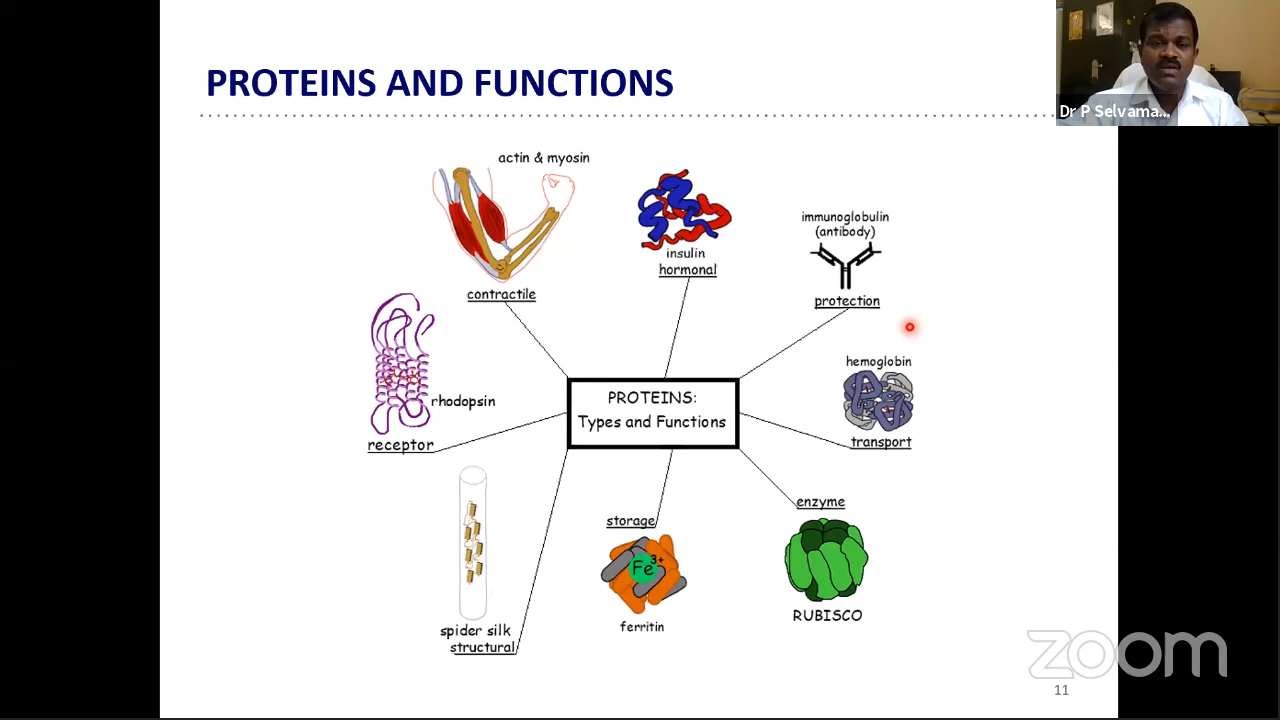 PROTEINS AND FUNCTIONS
Dr P Selvama...
actin & myosin
contractile
insulin
hormonal
immunoglobulin
(antibody)
protection
hemoglobin
transport
rhodopsin
receptor
PROTEINS:
Types and Functions
enzyme
RUBISCO
storage
Fe3+
ferritin
spider silk
structural
zoom
11